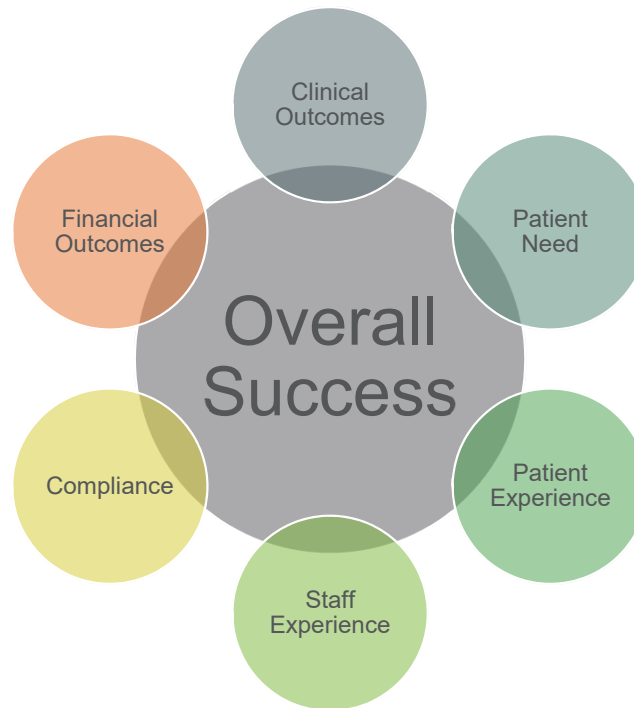 Clinical
Outcomes
Financial
Outcomes
Patient
Need
Overall
Success
Compliance
Patient
Experience
Staff
Experience